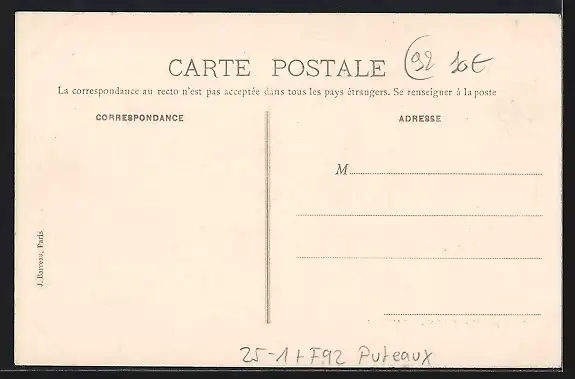 CARTE POSTALE (92 10€
La correspondance au recto n'est pas acceptée dans tous les pays étrangers. Se renseigner à la poste
CORRESPONDANCE
ADRESSE
M
J. Barreau, Paris
25-1 + F92 Puteaux